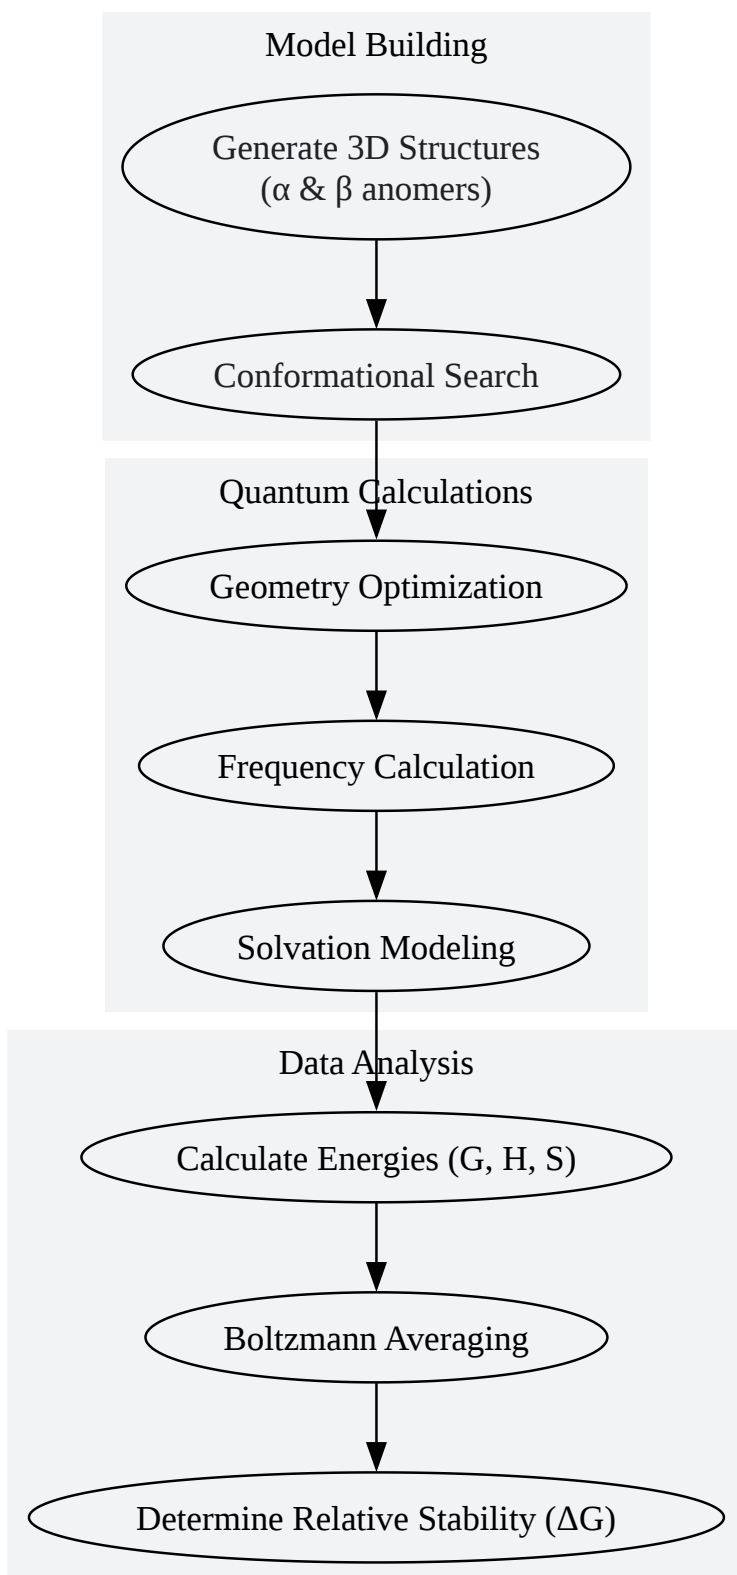 Model Building
Generate 3D Structures
(α & β anomers)
Conformational Search
Quantum Calculations
Geometry Optimization
Frequency Calculation
Solvation Modeling
Data Analysis
Calculate Energies (G, H, S)
Boltzmann Averaging
Determine Relative Stability (ΔG)